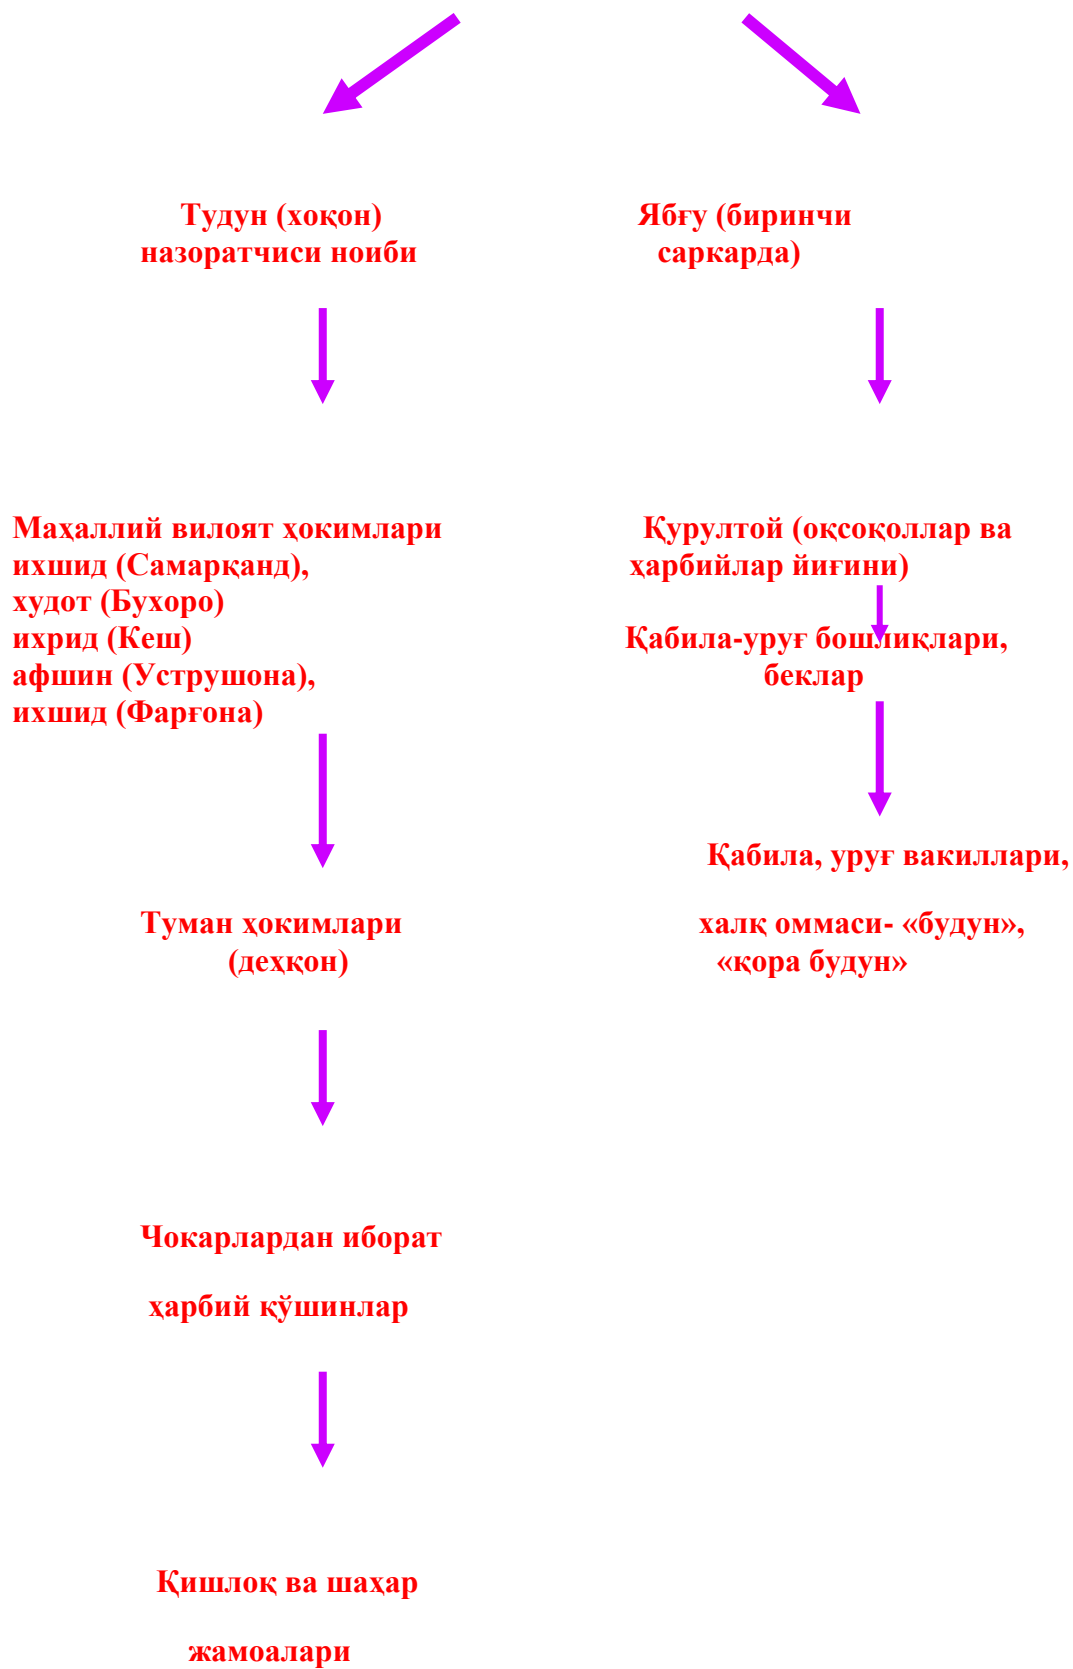 Тудун (хоқон)
назоратчиси ноиби
Ябғу (биринчи
саркарда)
Маҳаллий вилоят ҳокимлари
ихшид (Самарқанд),
худот (Бухоро)
ихрид (Кеш)
афшин (Уструшона),
ихшид (Фарғона)
Қурултой (оқсоқоллар ва
ҳарбийлар йиғини)
Қабила-уруғ бошлиқлари,
беклар
Қабила, уруғ вакиллари,
халқ оммаси- «будун»,
«қора будун»
Туман ҳокимлари
(деҳқон)
Чокарлардан иборат
ҳарбий қўшинлар
Қишлоқ ва шаҳар
жамоалари